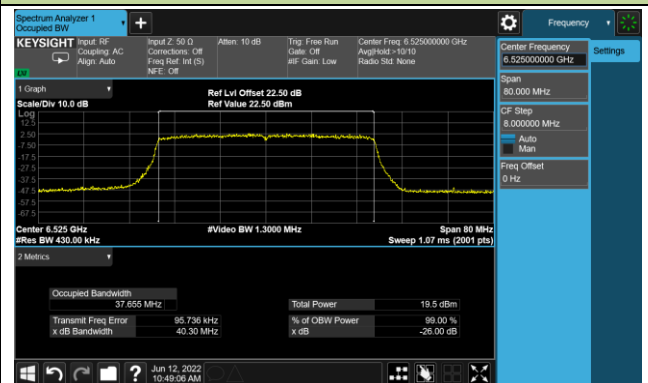 Spectrum Analyzer 1
Occupied BW
+
Frequency
KEYSIGHT
Input: RF
Coupling: AC
Align: Auto
Input Z: 50 Ω
Corrections: Off
Freq Ref: Int (S)
NFE: Off
Atten: 10 dB
Trig: Free Run
Gate: Off
#IF Gain: Low
Center Freq: 6.525000000 GHz
Avg|Hold:>10/10
Radio Std: None
Center Frequency
6.525000000 GHz
Settings
Span
80.000 MHz
CF Step
8.000000 MHz
Auto
Man
Freq Offset
0 Hz
1 Graph
Scale/Div 10.0 dB
Ref Lvl Offset 22.50 dB
Ref Value 22.50 dBm
Log
12.5
2.50
-7.50
-17.5
-27.5
-37.5
-47.5
-57.5
-67.5
Center 6.525 GHz
#Video BW 1.3000 MHz
Span 80 MHz
#Res BW 430.00 kHz
Sweep 1.07 ms (2001 pts)
2 Metrics
Occupied Bandwidth
37.655 MHz
Total Power 19.5 dBm
Transmit Freq Error 95.736 kHz
% of OBW Power 99.00 %
x dB Bandwidth 40.30 MHz
x dB -26.00 dB
?
Jun 12, 2022
10:49:06 AM